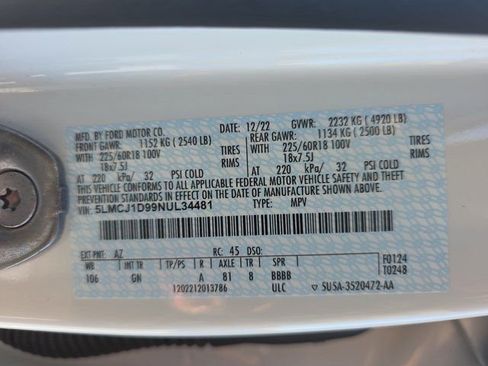 MFD. BY FORD MOTOR CO.
DATE: 12/22 GVWR: 2232 KG ( 4920 LB)
FRONT GAWR: 1152 KG ( 2540 LB) REAR GAWR: 1134 KG ( 2500 LB)
WITH 225/60R18 100V TIRES WITH 225/60R18 100V TIRES
18x7.5J RIMS 18x7.5J RIMS
AT 220 kPa/ 32 PSI COLD AT 220 kPa/ 32 PSI COLD
THIS VEHICLE CONFORMS TO ALL APPLICABLE FEDERAL MOTOR VEHICLE SAFETY, BUMPER, AND THEFT
PREVENTION STANDARDS IN EFFECT ON THE DATE OF MANUFACTURE SHOWN ABOVE.
VIN: 5LMCJ1D99NUL34481 TYPE: MPV
EXT PNT: AZ RC: 45 DSO: F0124
WB INT TR TP/PS R AXLE TR SPR T0248
106 GN A B1 B BBBB
1202212013786 ULC 5USA-3520472-AA